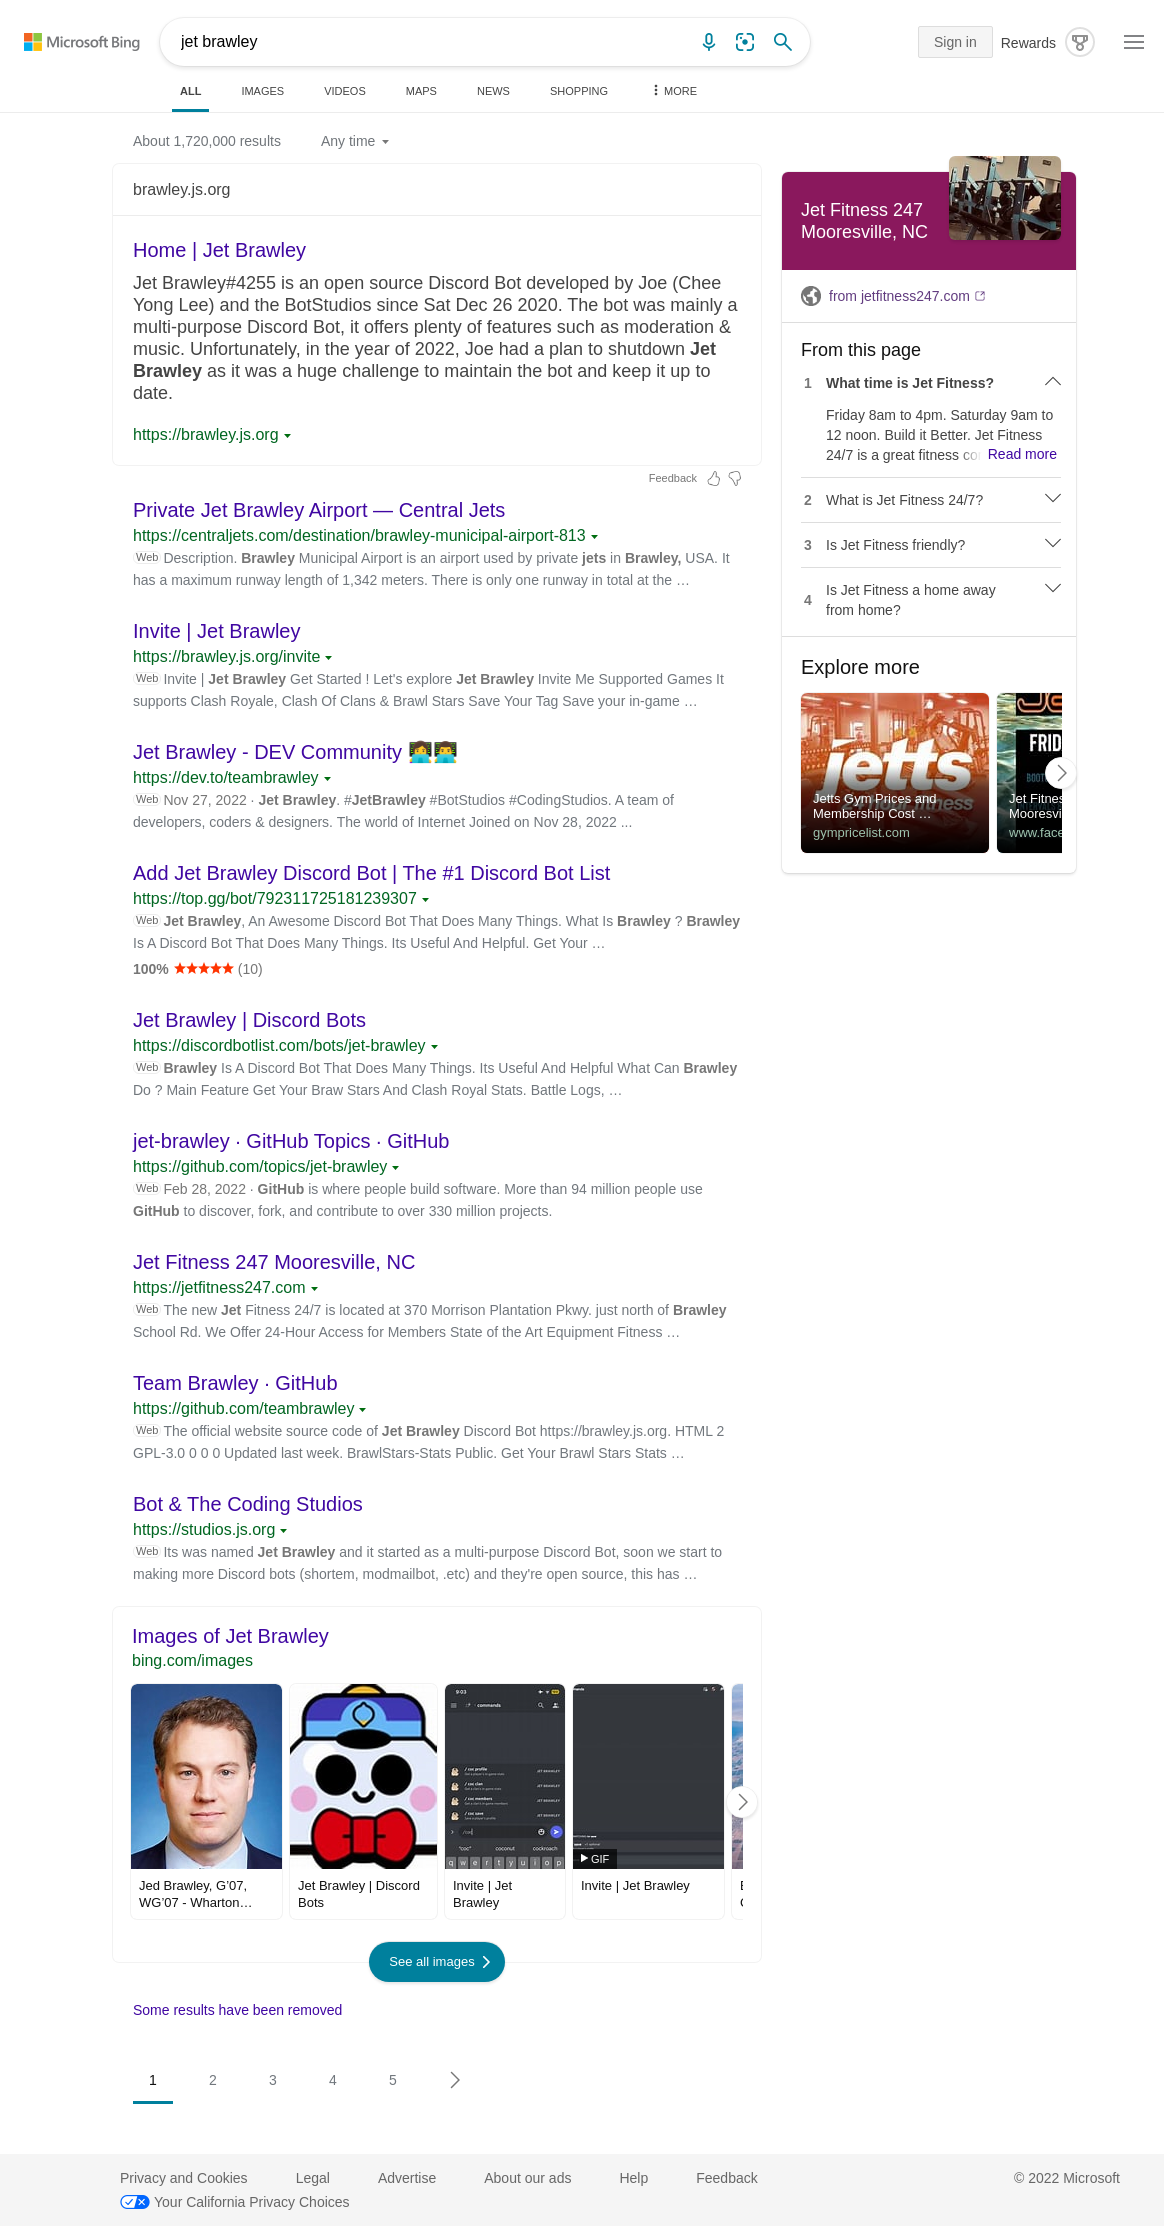 Microsoft Bing
jet brawley
Sign in
Rewards
ALL
IMAGES
VIDEOS
MAPS
NEWS
SHOPPING
MORE
About 1,720,000 results
Any time
brawley.js.org
Home | Jet Brawley
Jet Brawley#4255 is an open source Discord Bot developed by Joe (Chee
Yong Lee) and the BotStudios since Sat Dec 26 2020. The bot was mainly a
multi-purpose Discord Bot, it offers plenty of features such as moderation &
music. Unfortunately, in the year of 2022, Joe had a plan to shutdown Jet
Brawley as it was a huge challenge to maintain the bot and keep it up to
date.
https://brawley.js.org
Feedback
Private Jet Brawley Airport — Central Jets
https://centraljets.com/destination/brawley-municipal-airport-813
Web Description. Brawley Municipal Airport is an airport used by private jets in Brawley, USA. It
has a maximum runway length of 1,342 meters. There is only one runway in total at the …
Invite | Jet Brawley
https://brawley.js.org/invite
Web Invite | Jet Brawley Get Started ! Let's explore Jet Brawley Invite Me Supported Games It
supports Clash Royale, Clash Of Clans & Brawl Stars Save Your Tag Save your in-game …
Jet Brawley - DEV Community 👩‍💻👨‍💻
https://dev.to/teambrawley
Web Nov 27, 2022 · Jet Brawley. #JetBrawley #BotStudios #CodingStudios. A team of
developers, coders & designers. The world of Internet Joined on Nov 28, 2022 ...
Add Jet Brawley Discord Bot | The #1 Discord Bot List
https://top.gg/bot/792311725181239307
Web Jet Brawley, An Awesome Discord Bot That Does Many Things. What Is Brawley ? Brawley
Is A Discord Bot That Does Many Things. Its Useful And Helpful. Get Your …
100% ★★★★★ (10)
Jet Brawley | Discord Bots
https://discordbotlist.com/bots/jet-brawley
Web Brawley Is A Discord Bot That Does Many Things. Its Useful And Helpful What Can Brawley
Do ? Main Feature Get Your Braw Stars And Clash Royal Stats. Battle Logs, …
jet-brawley · GitHub Topics · GitHub
https://github.com/topics/jet-brawley
Web Feb 28, 2022 · GitHub is where people build software. More than 94 million people use
GitHub to discover, fork, and contribute to over 330 million projects.
Jet Fitness 247 Mooresville, NC
https://jetfitness247.com
Web The new Jet Fitness 24/7 is located at 370 Morrison Plantation Pkwy. just north of Brawley
School Rd. We Offer 24-Hour Access for Members State of the Art Equipment Fitness …
Team Brawley · GitHub
https://github.com/teambrawley
Web The official website source code of Jet Brawley Discord Bot https://brawley.js.org. HTML 2
GPL-3.0 0 0 0 Updated last week. BrawlStars-Stats Public. Get Your Brawl Stars Stats …
Bot & The Coding Studios
https://studios.js.org
Web Its was named Jet Brawley and it started as a multi-purpose Discord Bot, soon we start to
making more Discord bots (shortem, modmailbot, .etc) and they're open source, this has …
Images of Jet Brawley
bing.com/images
9:03
commands
/ coc profile
/ coc clan
/ coc members
/ coc save
JET BRAWLEY
JET BRAWLEY
JET BRAWLEY
JET BRAWLEY
/coc
"coc"
coconut
cockroach
q w e r t y u i o p
GIF
Jed Brawley, G'07,
WG'07 - Wharton…
Jet Brawley | Discord
Bots
Invite | Jet
Brawley
Invite | Jet Brawley
See all images
Some results have been removed
1
2
3
4
5
Jet Fitness 247
Mooresville, NC
from jetfitness247.com
From this page
1 What time is Jet Fitness?
Friday 8am to 4pm. Saturday 9am to
12 noon. Build it Better. Jet Fitness
24/7 is a great fitness co Read more
2 What is Jet Fitness 24/7?
3 Is Jet Fitness friendly?
4 Is Jet Fitness a home away
from home?
Explore more
jetts
24 hour fitness
Jetts Gym Prices and
Membership Cost …
gympricelist.com
FRID
Jet Fitnes
Mooresvi
www.face
Privacy and Cookies
Legal
Advertise
About our ads
Help
Feedback
© 2022 Microsoft
Your California Privacy Choices